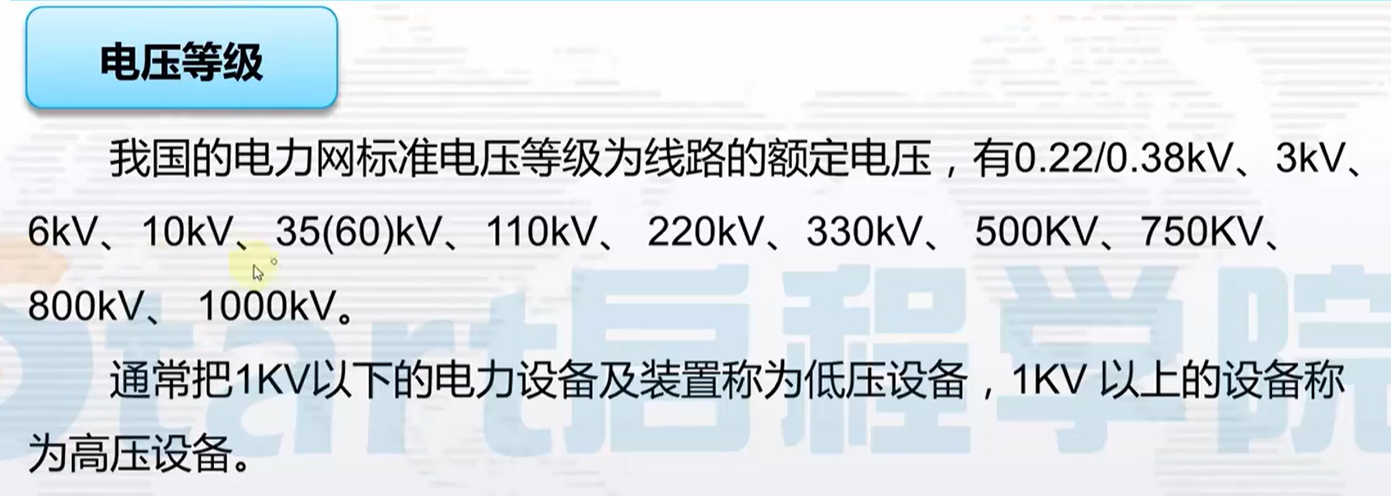 电压等级
我国的电力网标准电压等级为线路的额定电压，有0.22/0.38kV、3kV、
6kV、10kV、35(60)kV、110kV、 220kV、330kV、 500KV、750KV、
800kV、 1000kV。
通常把1KV以下的电力设备及装置称为低压设备，1KV 以上的设备称
为高压设备。
Start启程学院